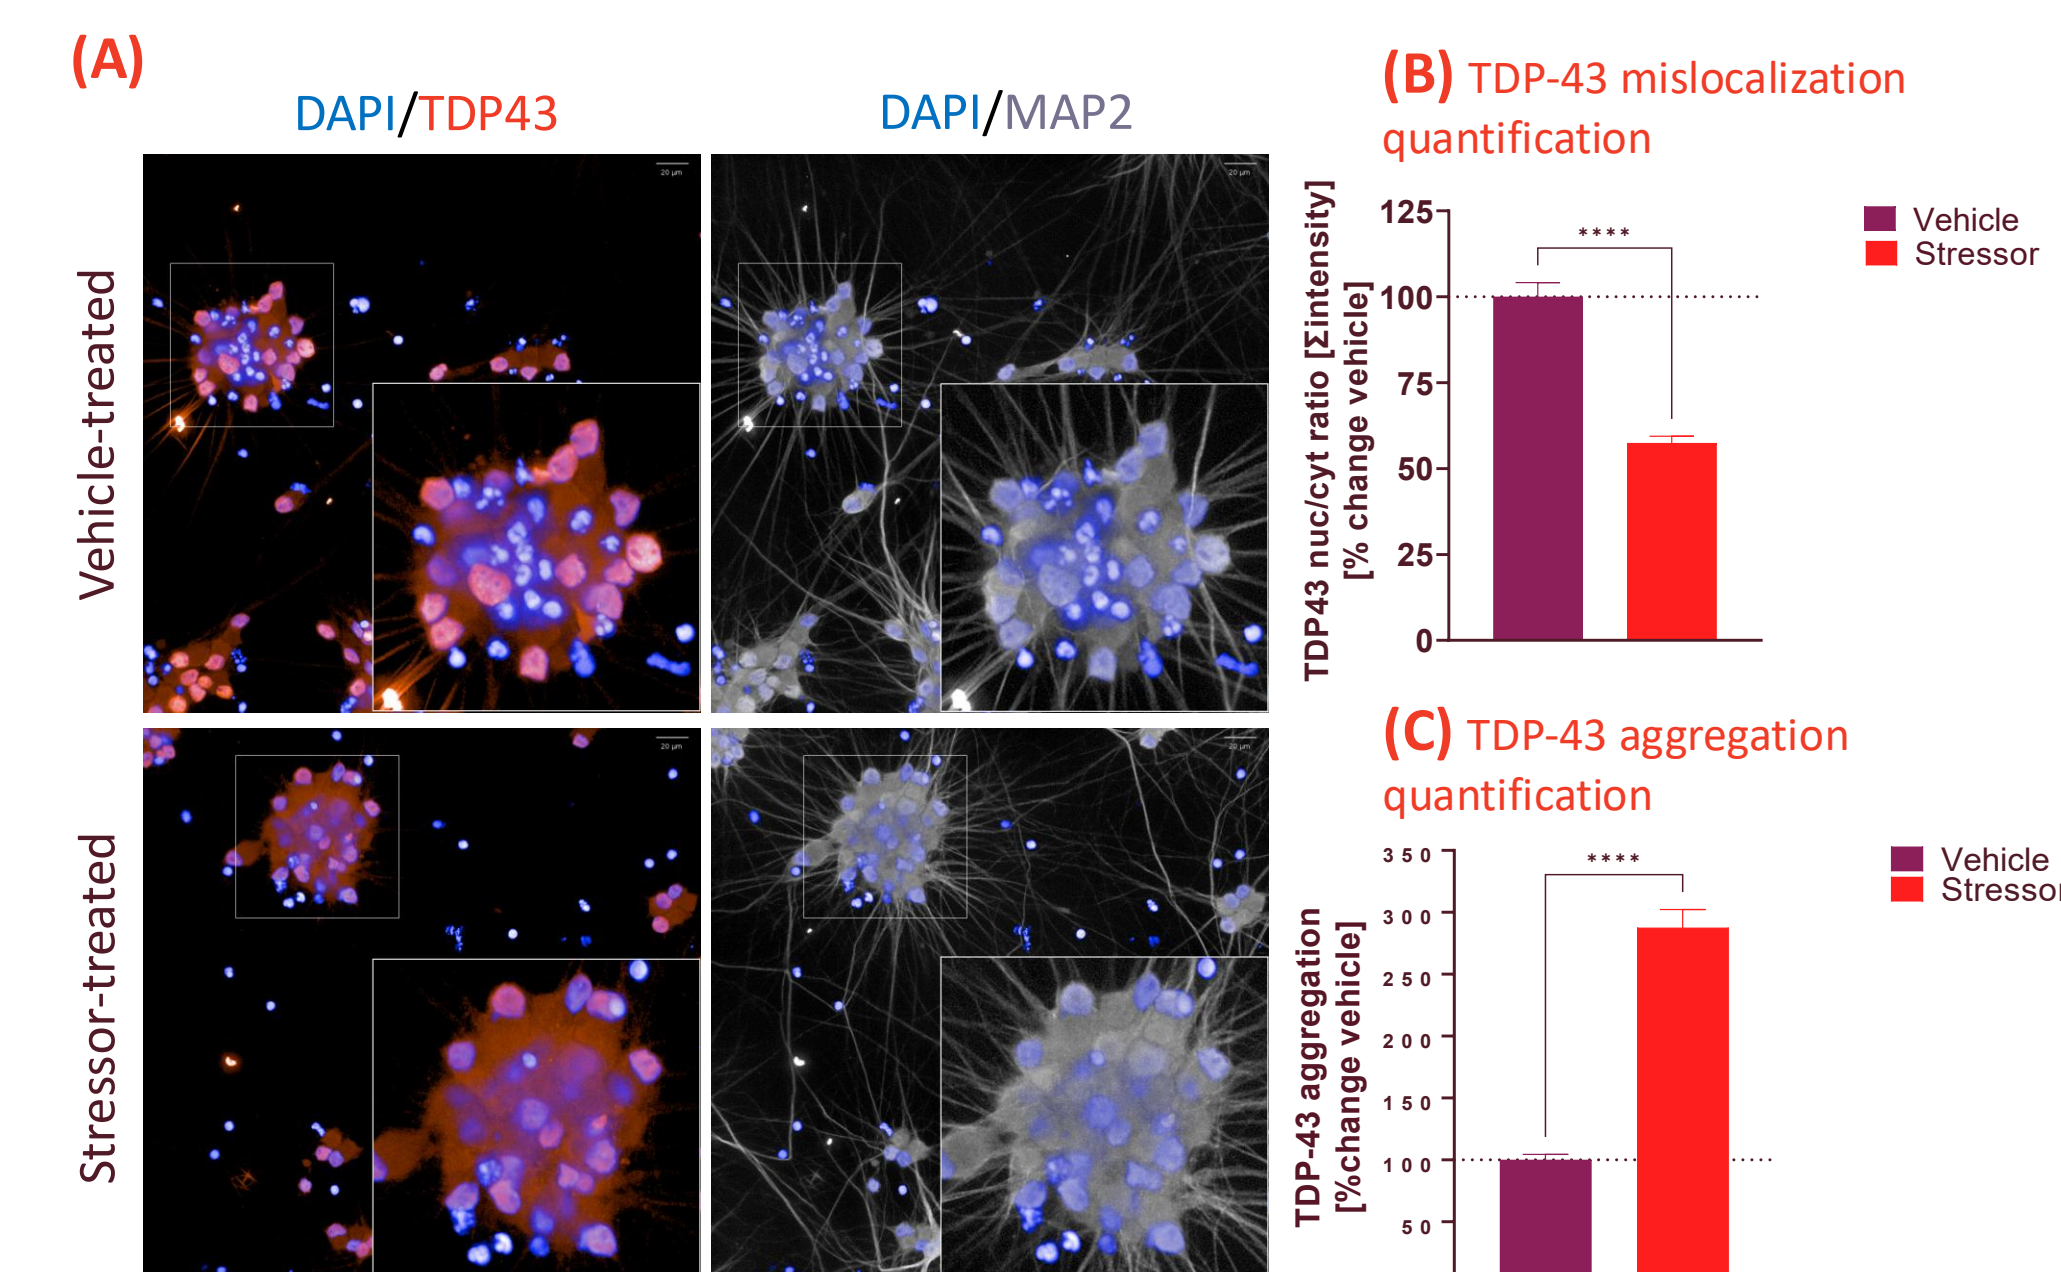 (A)
DAPI/TDP43
DAPI/MAP2
Vehicle-treated
20 µm
20 µm
Stressor-treated
20 µm
20 µm
(B) TDP-43 mislocalization
quantification
TDP43 nuc/cyt ratio [Σintensity]
[% change vehicle]
125
100
75
50
25
0
****
Vehicle
Stressor
(C) TDP-43 aggregation
quantification
TDP-43 aggregation
[%change vehicle]
350
300
250
200
150
100
50
****
Vehicle
Stressor